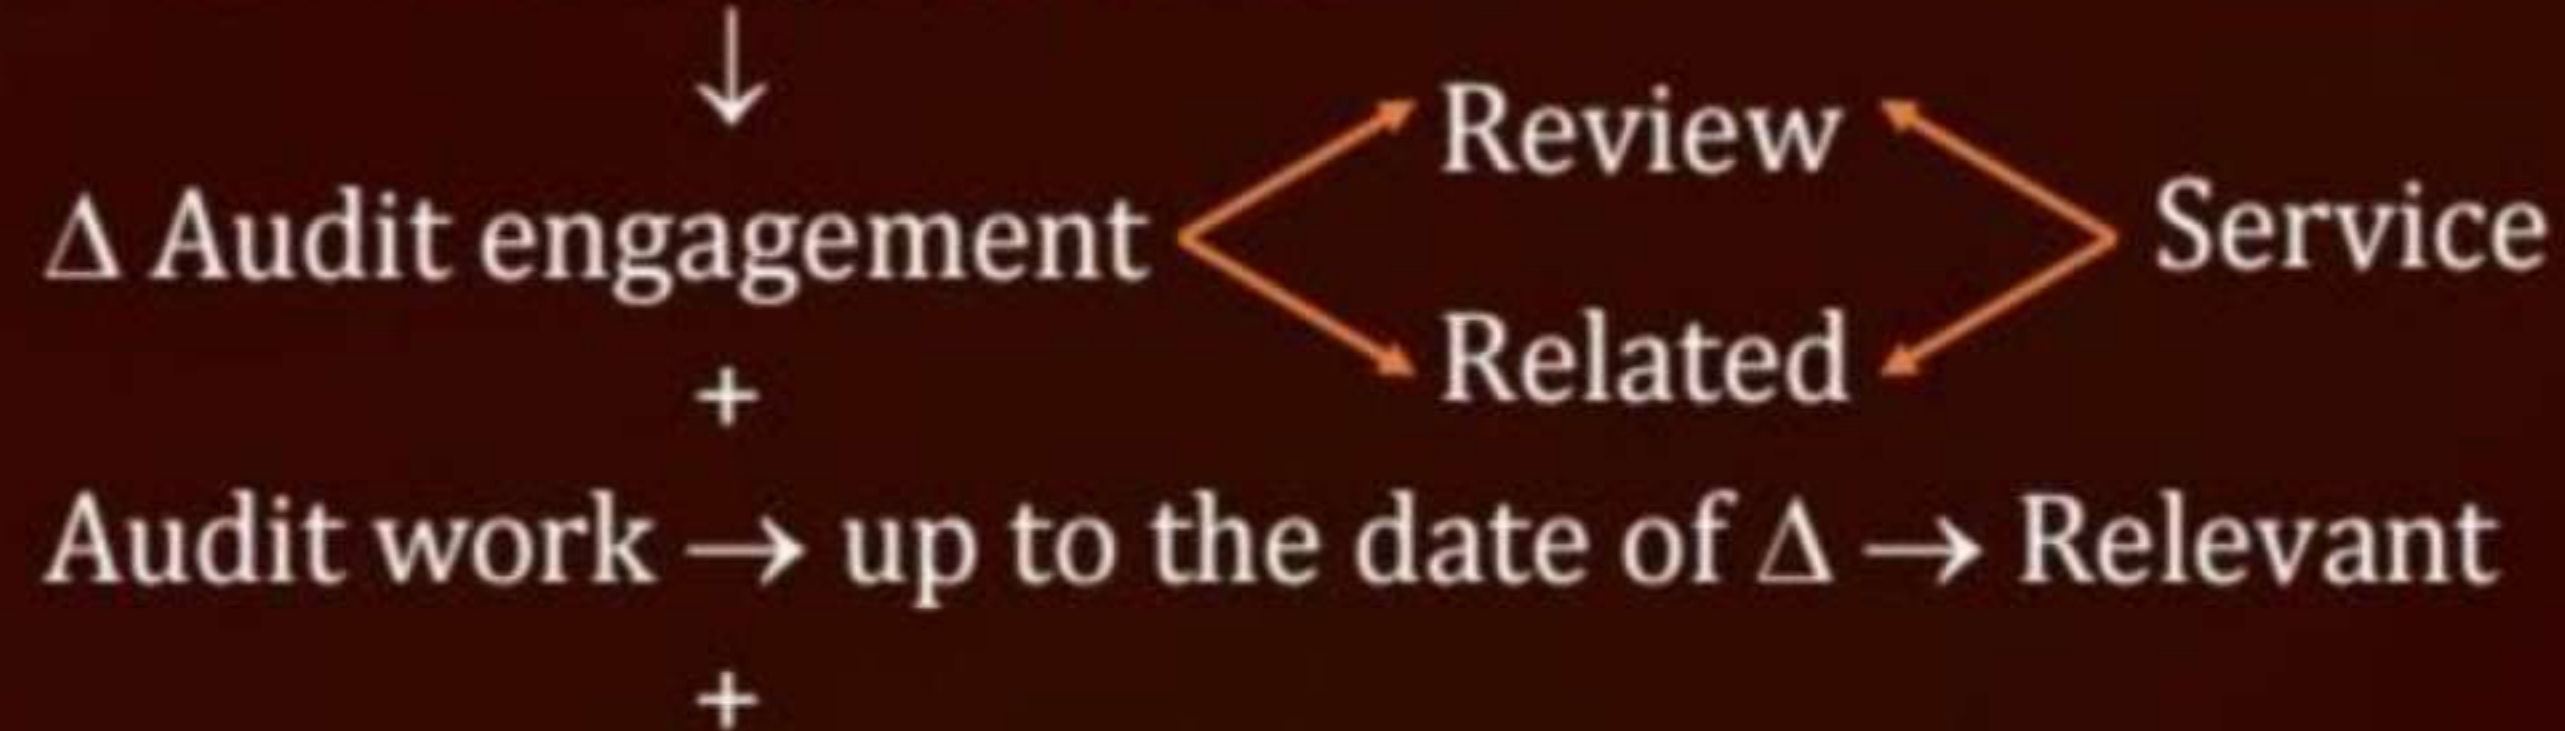 ↓
Review
Δ Audit engagement Service
Related
+
Audit work → up to the date of Δ → Relevant
+